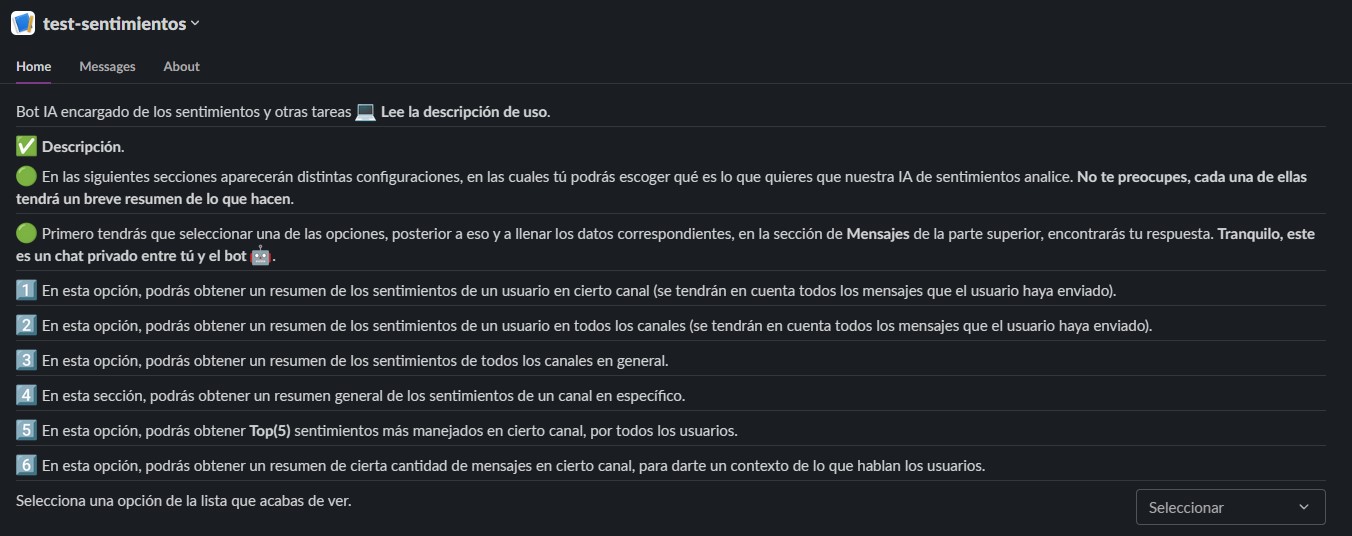 test-sentimientos
Home Messages About
Bot IA encargado de los sentimientos y otras tareas 💻 Lee la descripción de uso.
✅ Descripción.
🟢 En las siguientes secciones aparecerán distintas configuraciones, en las cuales tú podrás escoger qué es lo que quieres que nuestra IA de sentimientos analice. No te preocupes, cada una de ellas
tendrá un breve resumen de lo que hacen.
🟢 Primero tendrás que seleccionar una de las opciones, posterior a eso y a llenar los datos correspondientes, en la sección de Mensajes de la parte superior, encontrarás tu respuesta. Tranquilo, este
es un chat privado entre tú y el bot 🤖.
1️⃣ En esta opción, podrás obtener un resumen de los sentimientos de un usuario en cierto canal (se tendrán en cuenta todos los mensajes que el usuario haya enviado).
2️⃣ En esta opción, podrás obtener un resumen de los sentimientos de un usuario en todos los canales (se tendrán en cuenta todos los mensajes que el usuario haya enviado).
3️⃣ En esta opción, podrás obtener un resumen de los sentimientos de todos los canales en general.
4️⃣ En esta sección, podrás obtener un resumen general de los sentimientos de un canal en específico.
5️⃣ En esta opción, podrás obtener Top(5) sentimientos más manejados en cierto canal, por todos los usuarios.
6️⃣ En esta opción, podrás obtener un resumen de cierta cantidad de mensajes en cierto canal, para darte un contexto de lo que hablan los usuarios.
Selecciona una opción de la lista que acabas de ver.
Seleccionar